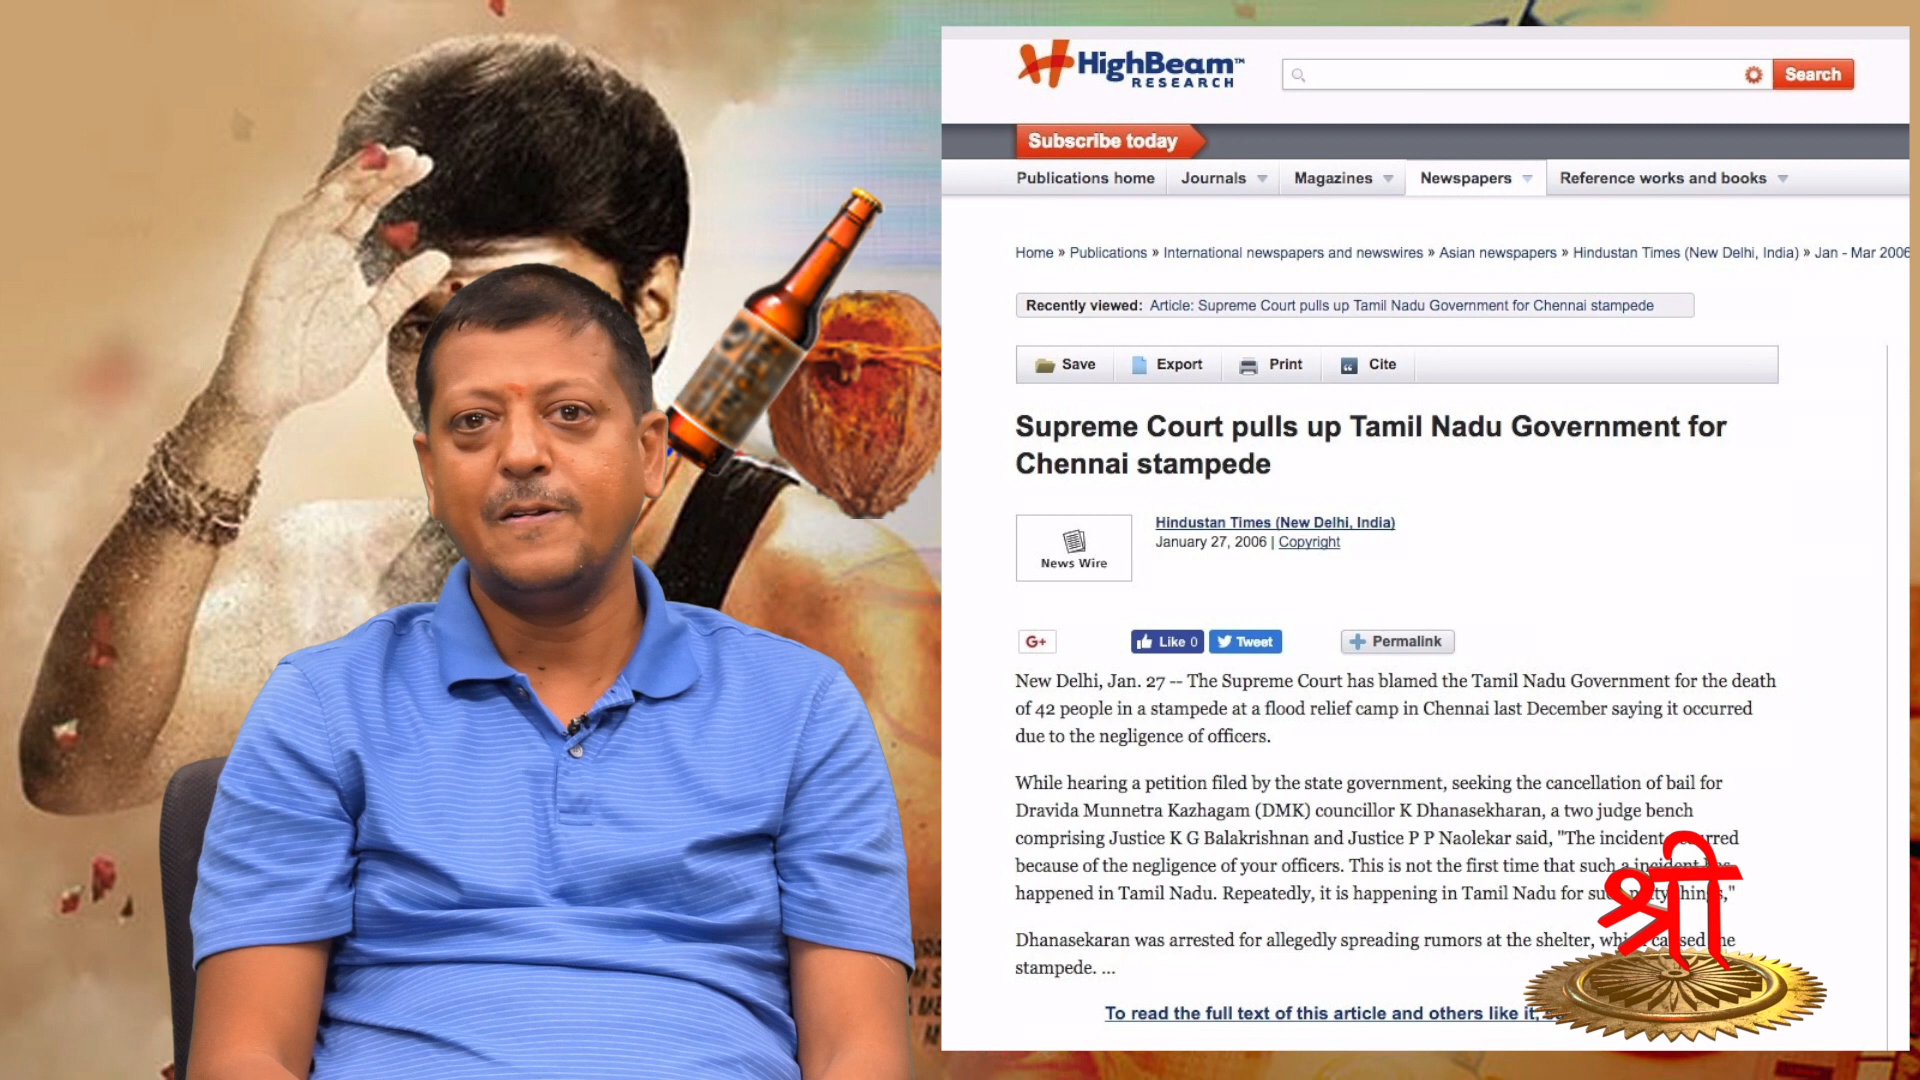 HighBeam™
RESEARCH
Search
Subscribe today
Publications home
Journals
Magazines
Newspapers
Reference works and books
Home » Publications » International newspapers and newswires » Asian newspapers » Hindustan Times (New Delhi, India) » Jan - Mar 2006
Recently viewed: Article: Supreme Court pulls up Tamil Nadu Government for Chennai stampede
Save
Export
Print
Cite
Supreme Court pulls up Tamil Nadu Government for
Chennai stampede
News Wire
Hindustan Times (New Delhi, India)
January 27, 2006 | Copyright
G+
Like 0
Tweet
Permalink
New Delhi, Jan. 27 -- The Supreme Court has blamed the Tamil Nadu Government for the death
of 42 people in a stampede at a flood relief camp in Chennai last December saying it occurred
due to the negligence of officers.
While hearing a petition filed by the state government, seeking the cancellation of bail for
Dravida Munnetra Kazhagam (DMK) councillor K Dhanasekharan, a two judge bench
comprising Justice K G Balakrishnan and Justice P P Naolekar said, "The incident
because of the negligence of your officers. This is not the first time that such a incident
happened in Tamil Nadu. Repeatedly, it is happening in Tamil Nadu for
Dhanasekaran was arrested for allegedly spreading rumors at the shelter,
stampede. ...
To read the full text of this article and others like it,
श्री